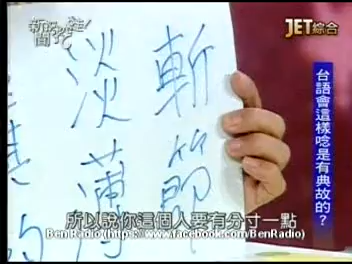 JET綜合
斬節
淡薄
台語會這樣唸是有典故的？
所以說你這個人要有分寸一點
Ben Radio(http://www.facebook.com/BenRadio)